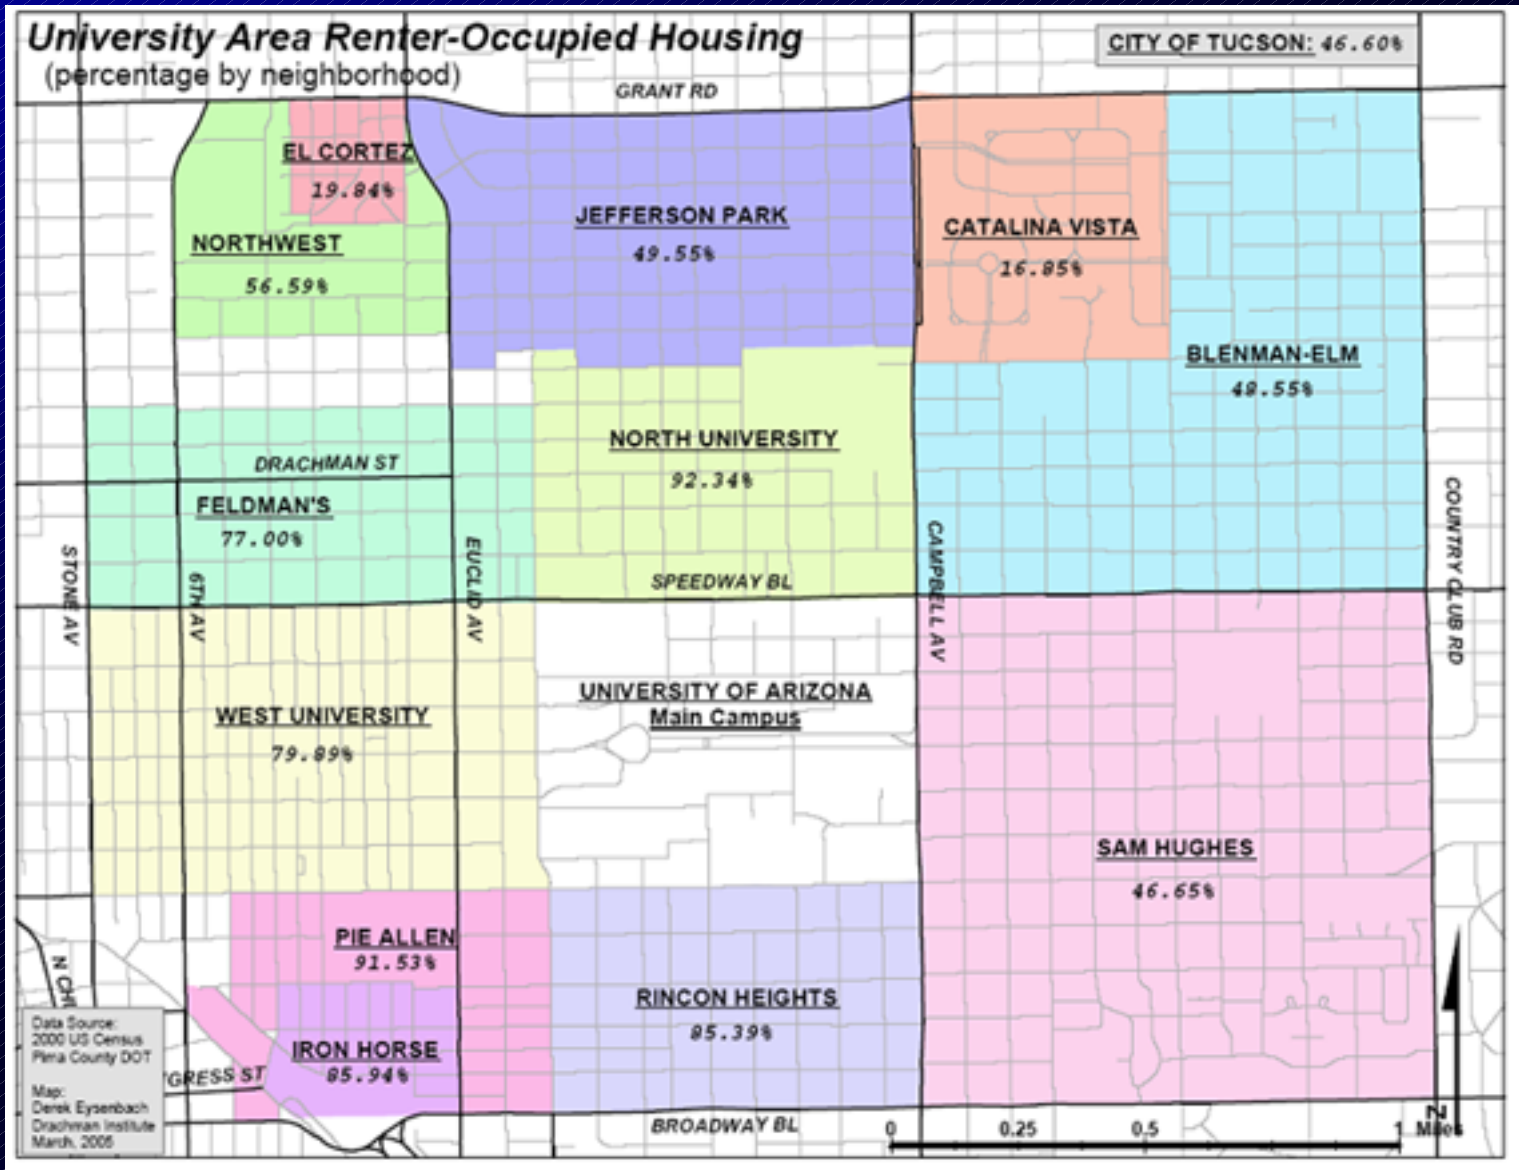 University Area Renter-Occupied Housing
(percentage by neighborhood)
CITY OF TUCSON: 46.60%
GRANT RD
EL CORTEZ
19.84%
JEFFERSON PARK
49.55%
CATALINA VISTA
16.85%
NORTHWEST
56.59%
BLENMAN-ELM
48.55%
NORTH UNIVERSITY
92.34%
DRACHMAN ST
FELDMAN'S
77.00%
STONE AV
6TH AV
EUCLID AV
SPEEDWAY BL
CAMPBELL AV
COUNTRY CLUB RD
UNIVERSITY OF ARIZONA
Main Campus
WEST UNIVERSITY
79.89%
SAM HUGHES
46.65%
PIE ALLEN
91.53%
N CHI
RINCON HEIGHTS
85.39%
IRON HORSE
85.94%
GRESS ST
BROADWAY BL
Data Source:
2000 US Census
Pima County DOT
Map:
Derek Eysenbach
Drachman Institute
March, 2005
0 0.25 0.5 1 Miles
N